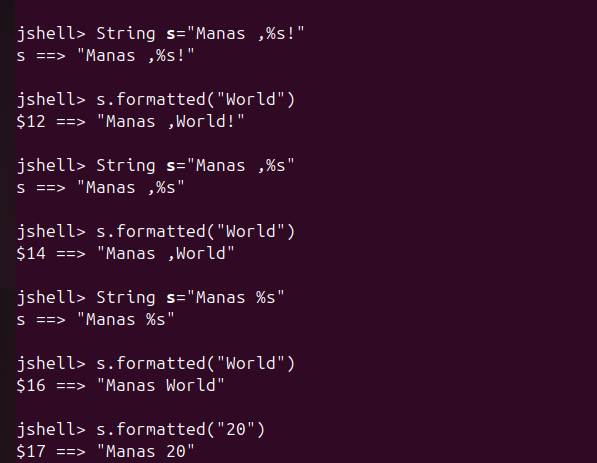 jshell> String s="Manas ,%s!"
s ==> "Manas ,%s!"
jshell> s.formatted("World")
$12 ==> "Manas ,World!"
jshell> String s="Manas ,%s"
s ==> "Manas ,%s"
jshell> s.formatted("World")
$14 ==> "Manas ,World"
jshell> String s="Manas %s"
s ==> "Manas %s"
jshell> s.formatted("World")
$16 ==> "Manas World"
jshell> s.formatted("20")
$17 ==> "Manas 20"